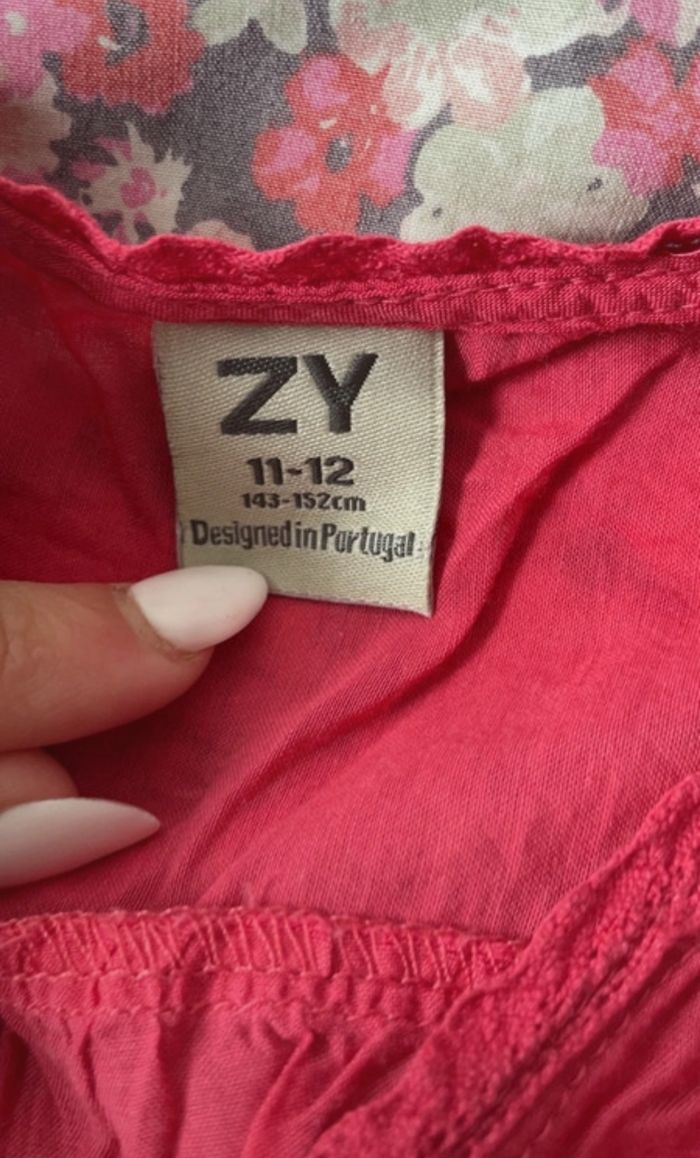 ZY
11-12
143-152cm
Designed in Portugal